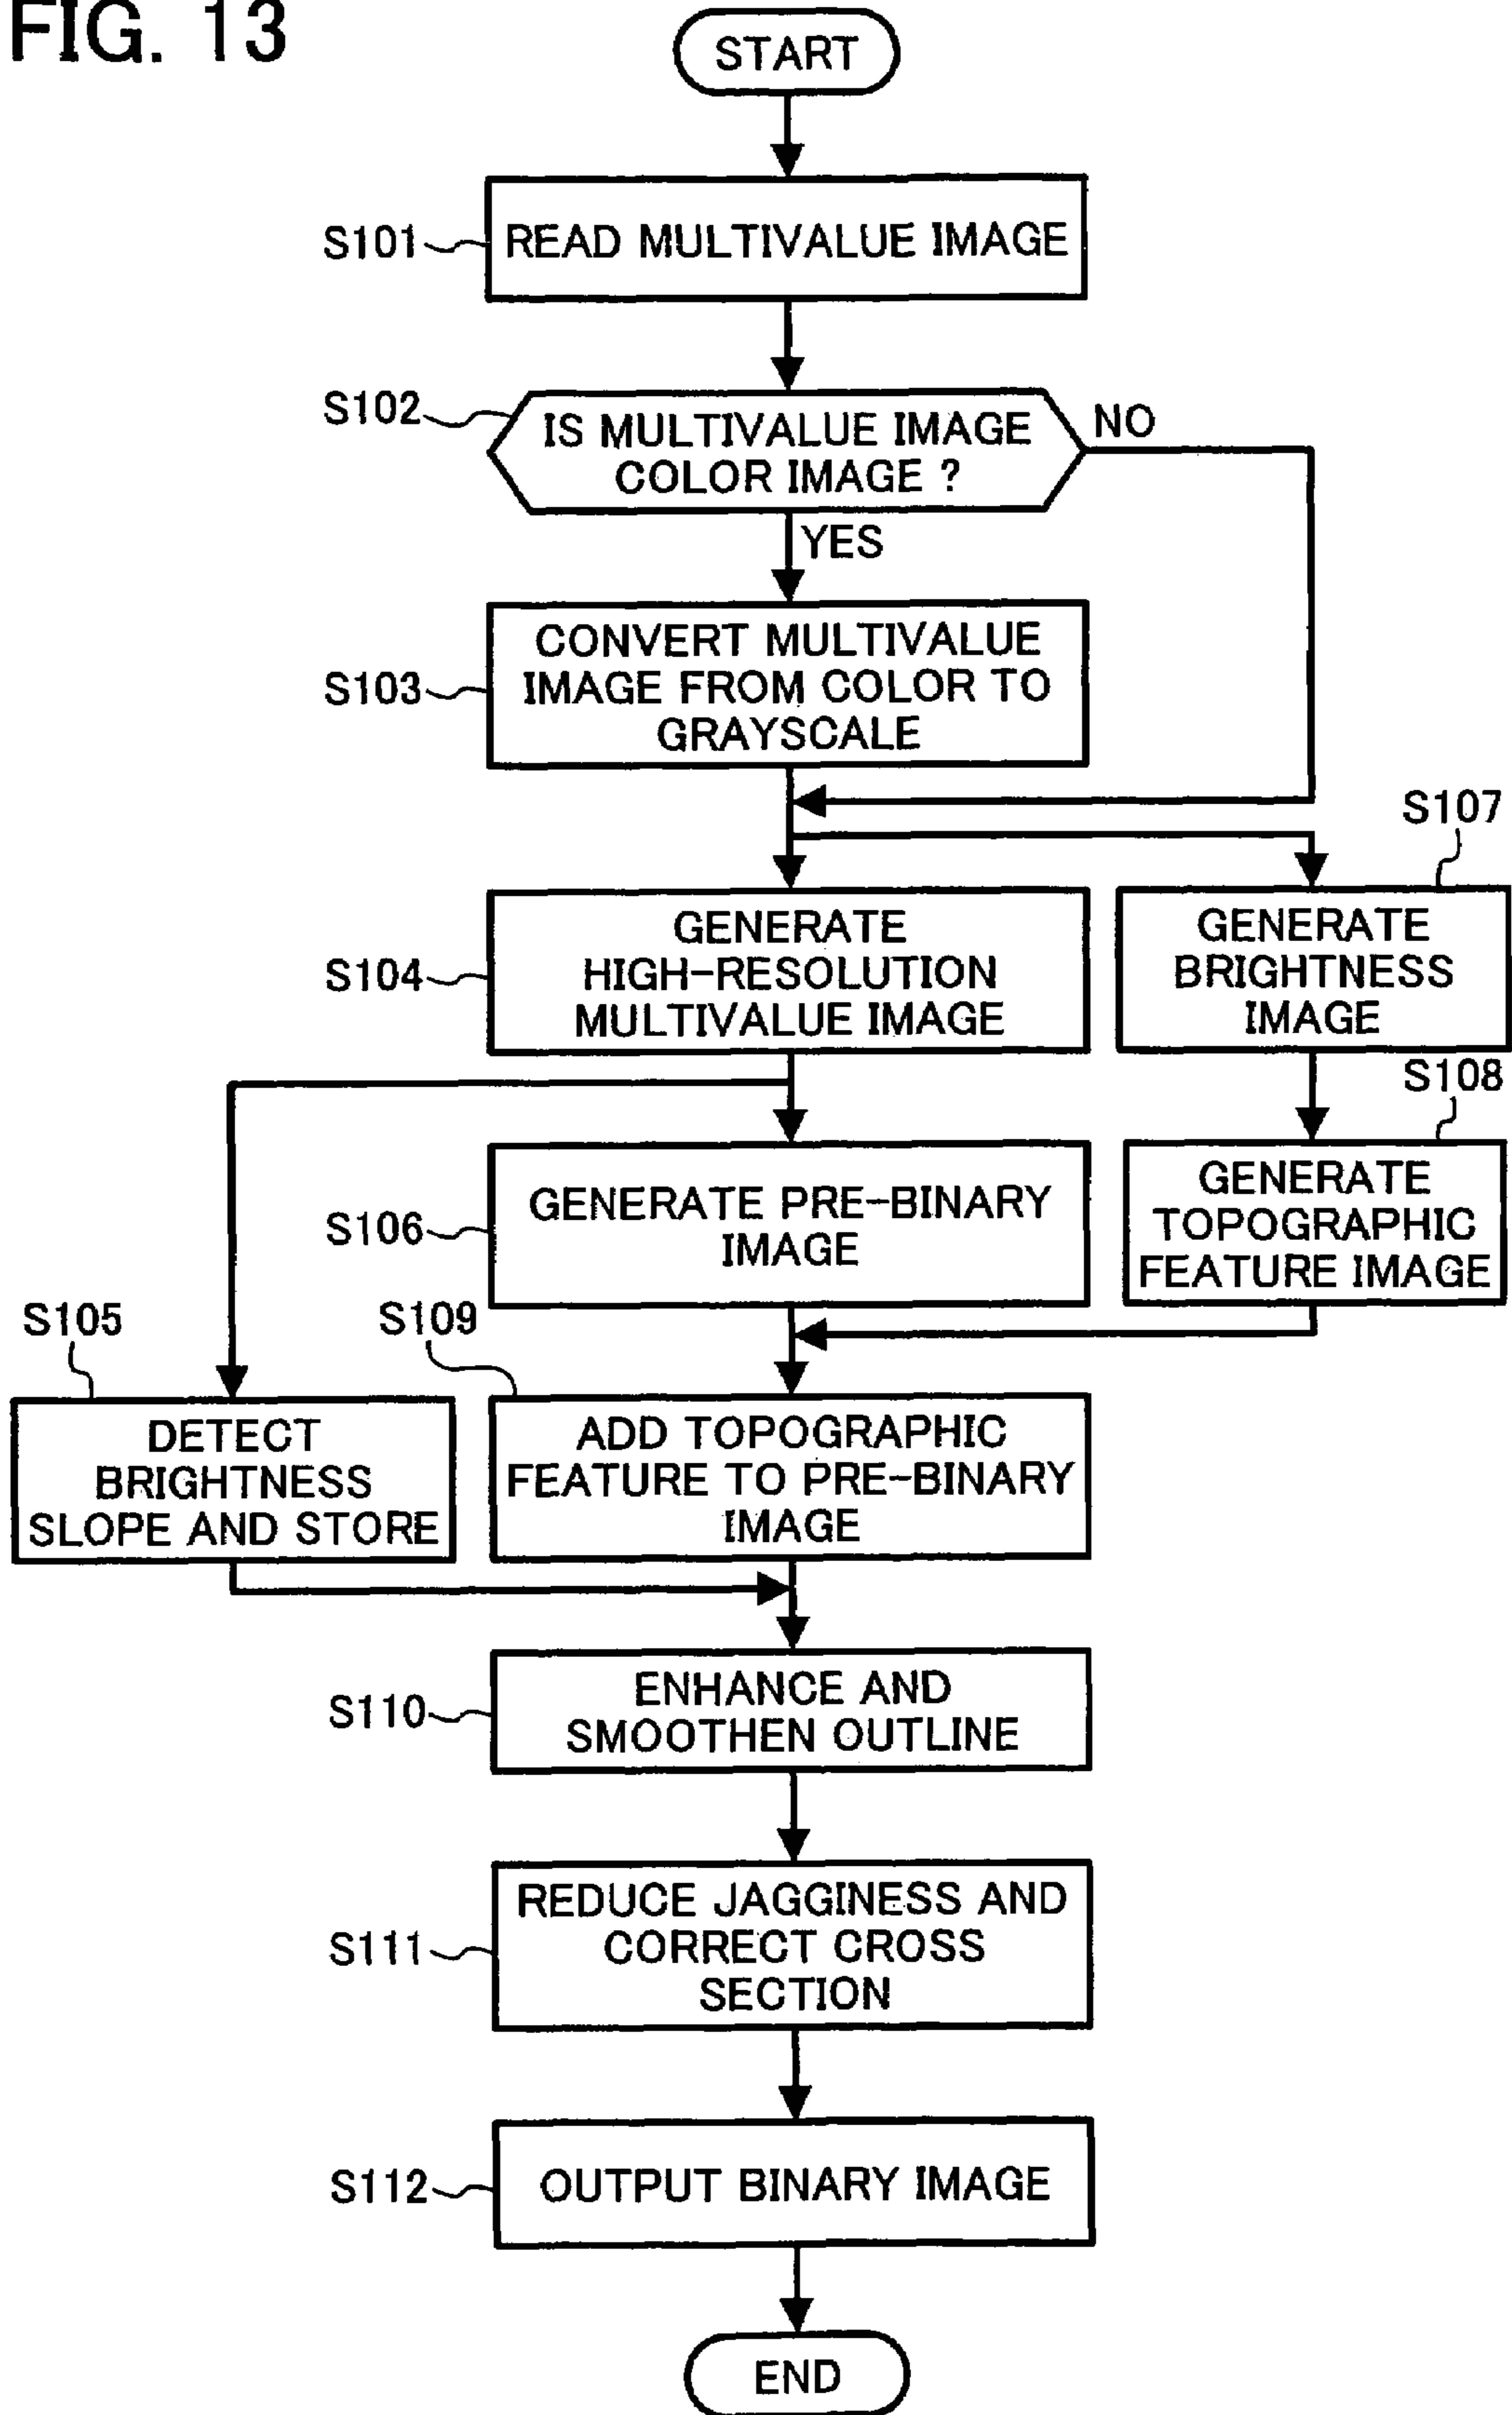 FIG. 13
START
S101
READ MULTIVALUE IMAGE
S102
IS MULTIVALUE IMAGE
COLOR IMAGE ?
NO
YES
S103
CONVERT MULTIVALUE
IMAGE FROM COLOR TO
GRAYSCALE
S104
GENERATE
HIGH-RESOLUTION
MULTIVALUE IMAGE
S107
GENERATE
BRIGHTNESS
IMAGE
S106
GENERATE PRE-BINARY
IMAGE
S108
GENERATE
TOPOGRAPHIC
FEATURE IMAGE
S105
DETECT
BRIGHTNESS
SLOPE AND STORE
S109
ADD TOPOGRAPHIC
FEATURE TO PRE-BINARY
IMAGE
S110
ENHANCE AND
SMOOTHEN OUTLINE
S111
REDUCE JAGGINESS AND
CORRECT CROSS
SECTION
S112
OUTPUT BINARY IMAGE
END